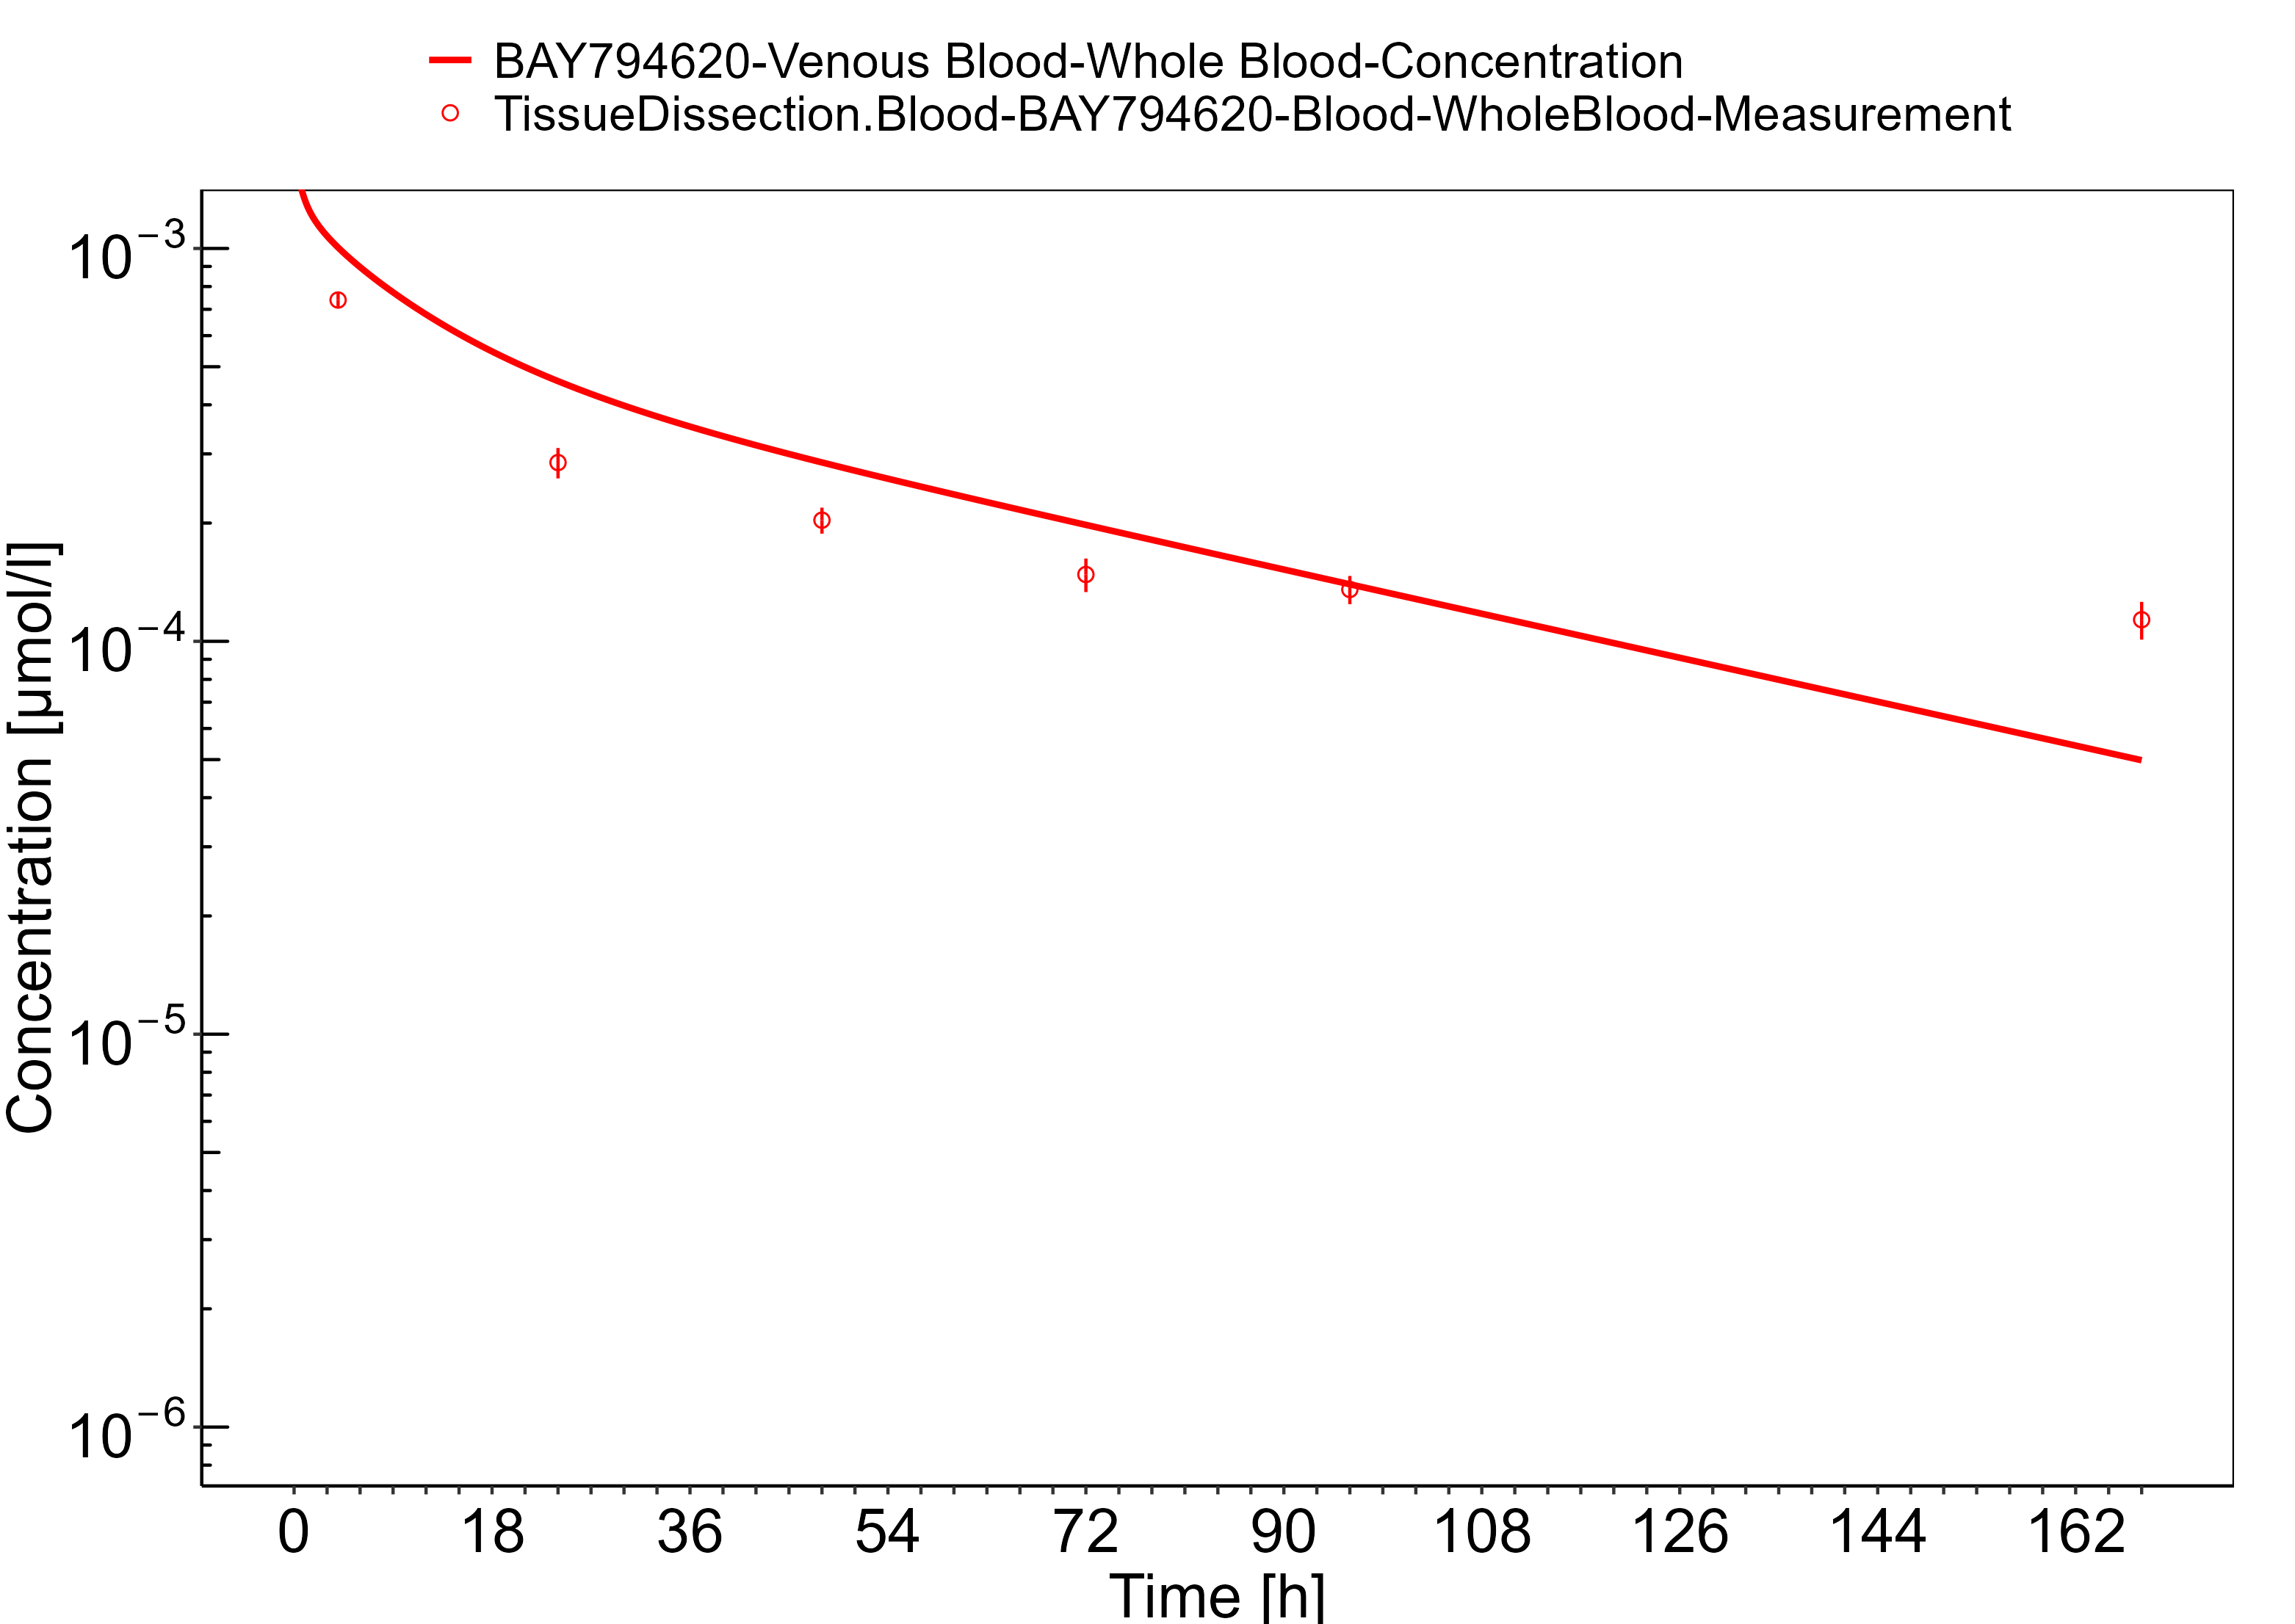 BAY794620-Venous Blood-Whole Blood-Concentration
TissueDissection.Blood-BAY794620-Blood-WholeBlood-Measurement
Concentration [µmol/l]
10⁻³
10⁻⁴
10⁻⁵
10⁻⁶
0 18 36 54 72 90 108 126 144 162
Time [h]